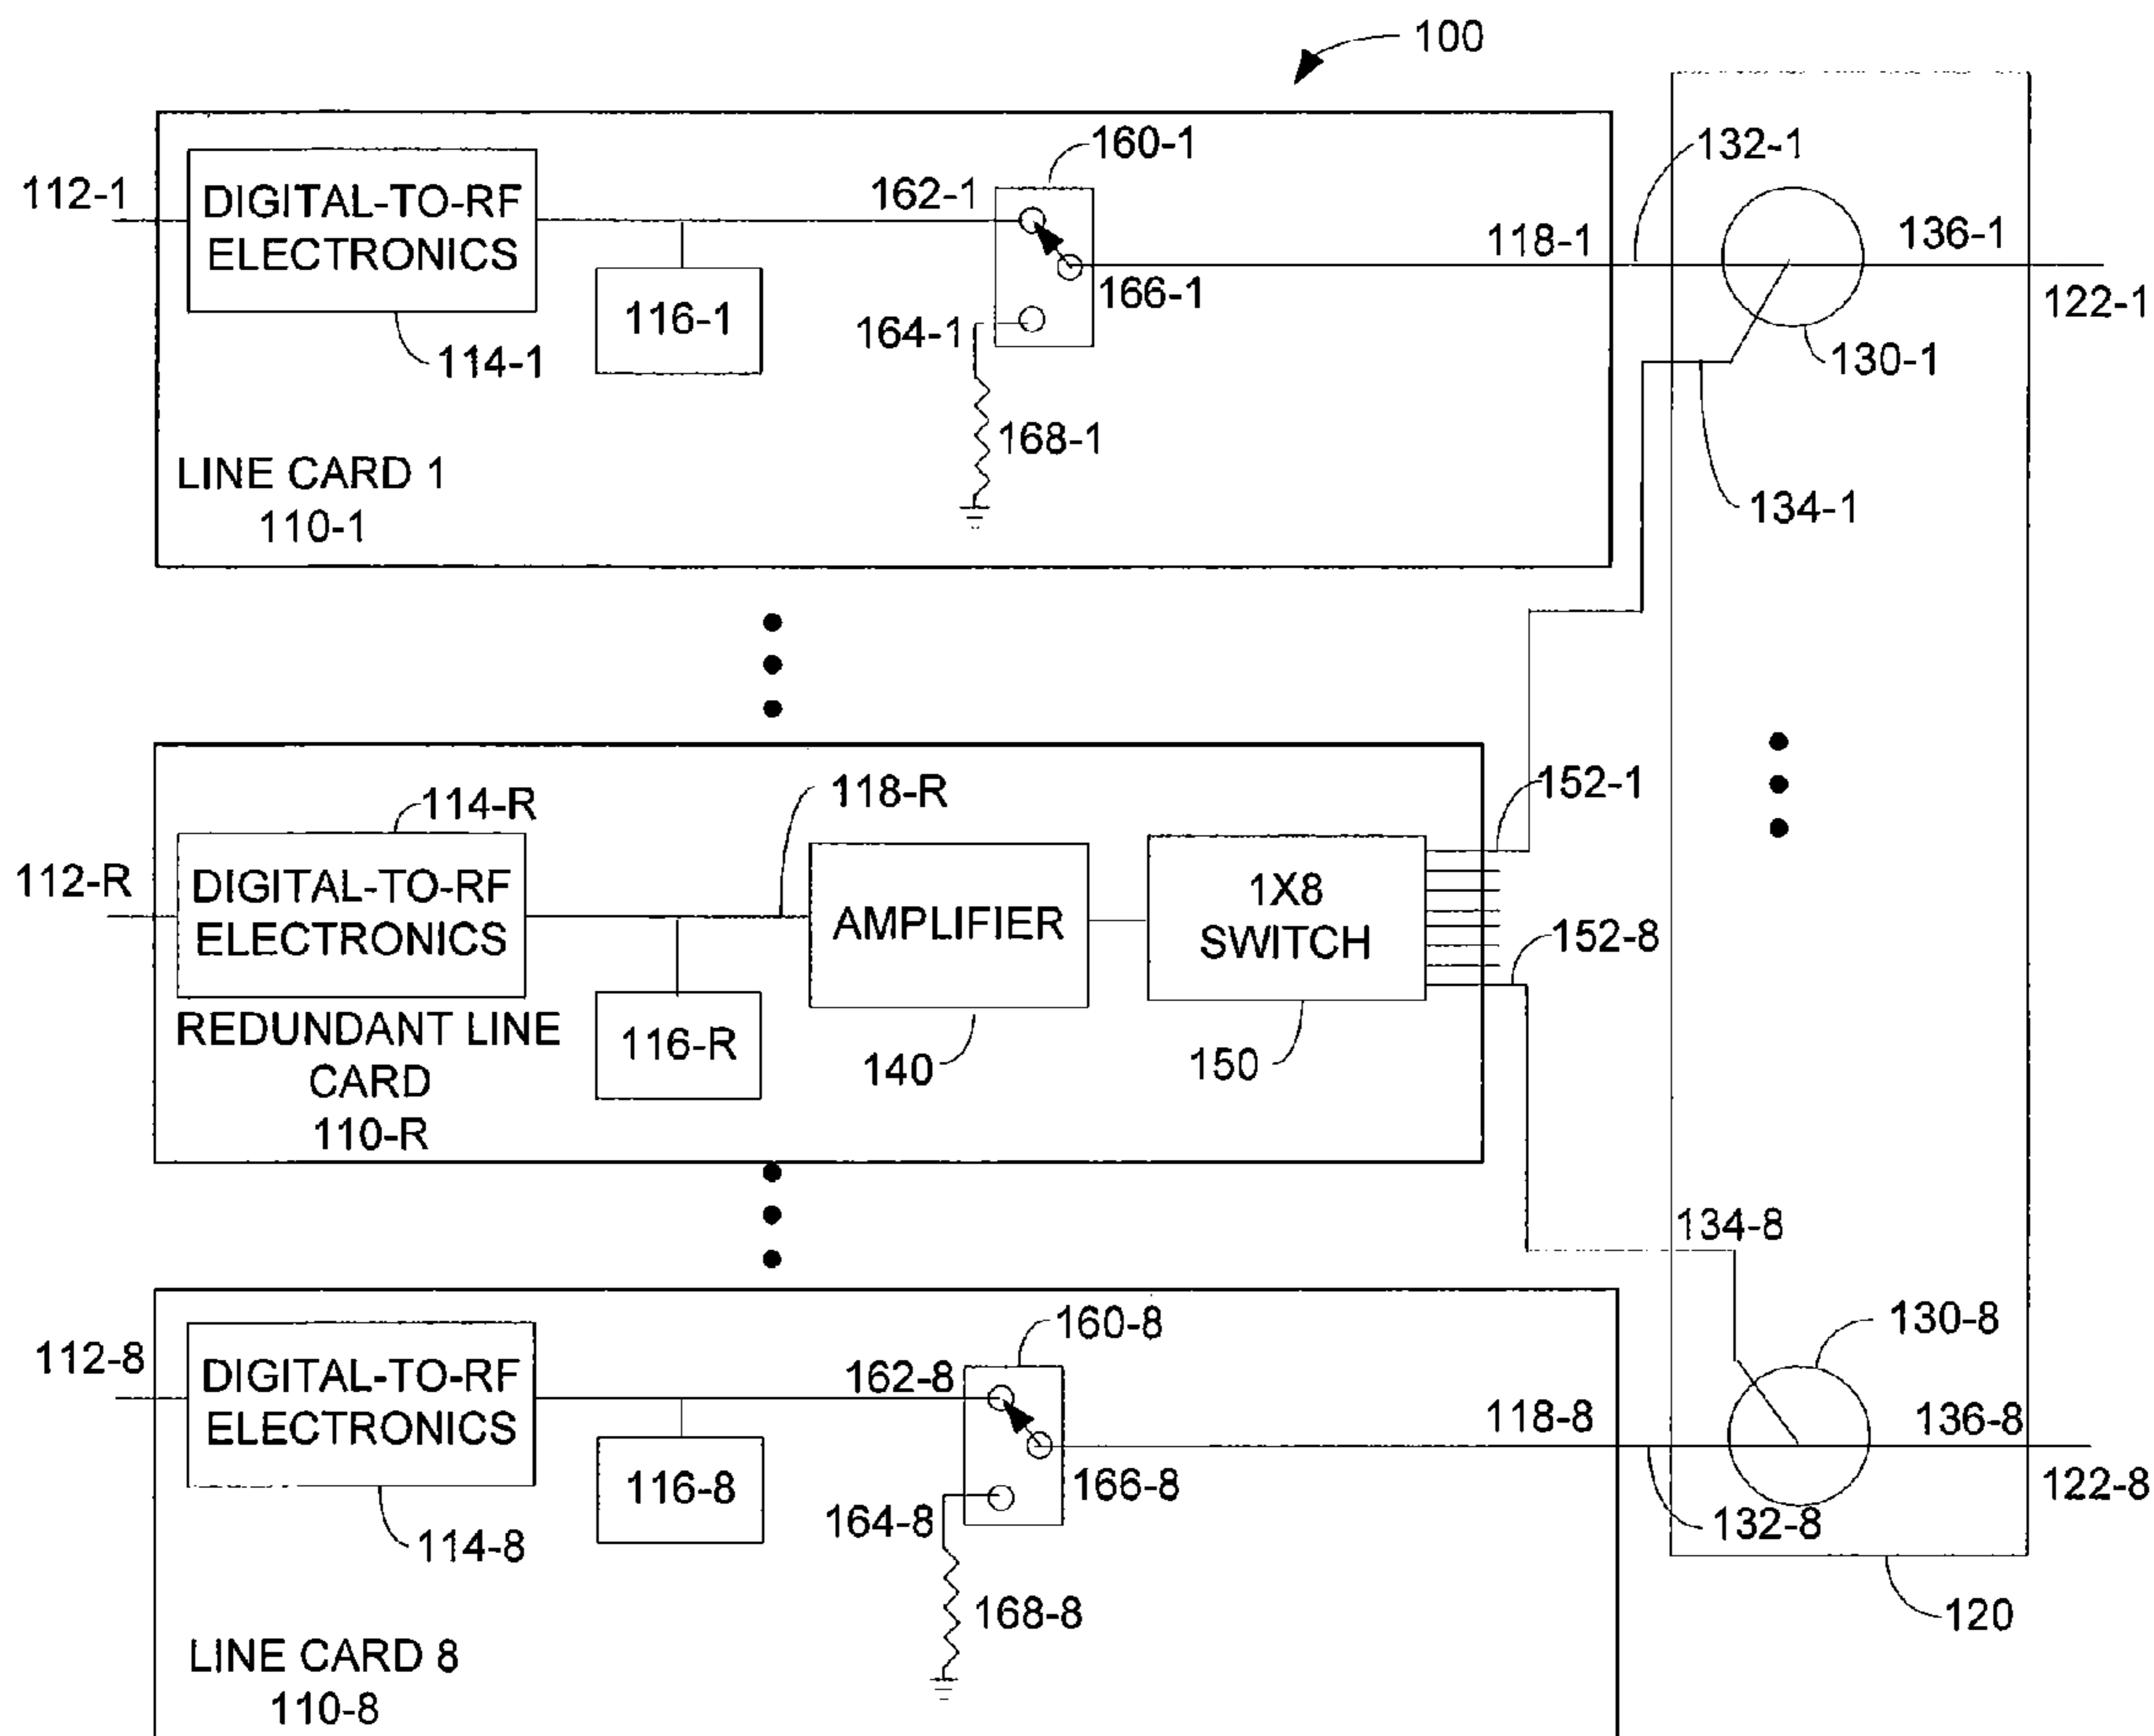 100
160-1
132-1
112-1
DIGITAL-TO-RF
ELECTRONICS
162-1
118-1
136-1
116-1
166-1
122-1
164-1
114-1
130-1
168-1
LINE CARD 1
110-1
134-1
152-1
114-R
118-R
112-R
DIGITAL-TO-RF
ELECTRONICS
AMPLIFIER
1X8
SWITCH
152-8
REDUNDANT LINE
CARD
110-R
116-R
140
150
134-8
160-8
130-8
112-8
DIGITAL-TO-RF
ELECTRONICS
162-8
118-8
136-8
116-8
166-8
122-8
164-8
132-8
114-8
168-8
120
LINE CARD 8
110-8